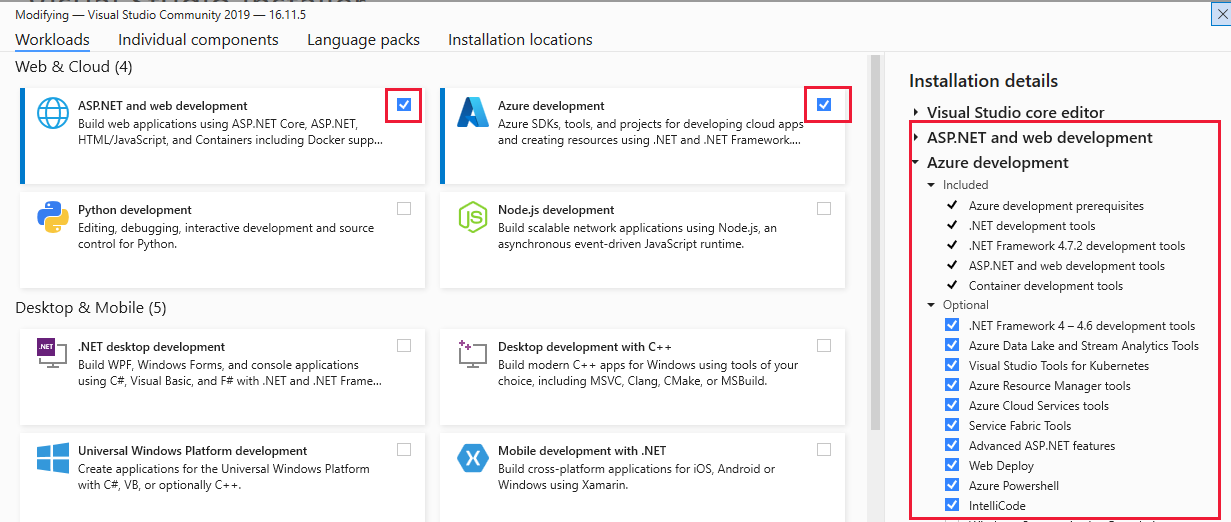 Modifying — Visual Studio Community 2019 — 16.11.5
Workloads
Individual components
Language packs
Installation locations
Web & Cloud (4)
ASP.NET and web development
Build web applications using ASP.NET Core, ASP.NET,
HTML/JavaScript, and Containers including Docker supp...
Azure development
Azure SDKs, tools, and projects for developing cloud apps
and creating resources using .NET and .NET Framework....
Python development
Editing, debugging, interactive development and source
control for Python.
Node.js development
Build scalable network applications using Node.js, an
asynchronous event-driven JavaScript runtime.
Desktop & Mobile (5)
.NET
.NET desktop development
Build WPF, Windows Forms, and console applications
using C#, Visual Basic, and F# with .NET and .NET Frame...
Desktop development with C++
Build modern C++ apps for Windows using tools of your
choice, including MSVC, Clang, CMake, or MSBuild.
Universal Windows Platform development
Create applications for the Universal Windows Platform
with C#, VB, or optionally C++.
Mobile development with .NET
Build cross-platform applications for iOS, Android or
Windows using Xamarin.
Installation details
Visual Studio core editor
ASP.NET and web development
Azure development
Included
Azure development prerequisites
.NET development tools
.NET Framework 4.7.2 development tools
ASP.NET and web development tools
Container development tools
Optional
.NET Framework 4 – 4.6 development tools
Azure Data Lake and Stream Analytics Tools
Visual Studio Tools for Kubernetes
Azure Resource Manager tools
Azure Cloud Services tools
Service Fabric Tools
Advanced ASP.NET features
Web Deploy
Azure Powershell
IntelliCode